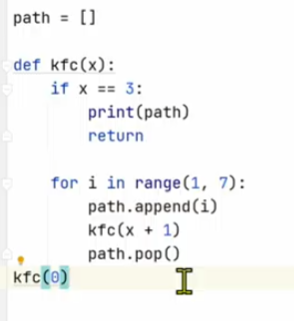 path = []
def kfc(x):
    if x == 3:
        print(path)
        return
    for i in range(1, 7):
        path.append(i)
        kfc(x + 1)
        path.pop()
kfc(0)